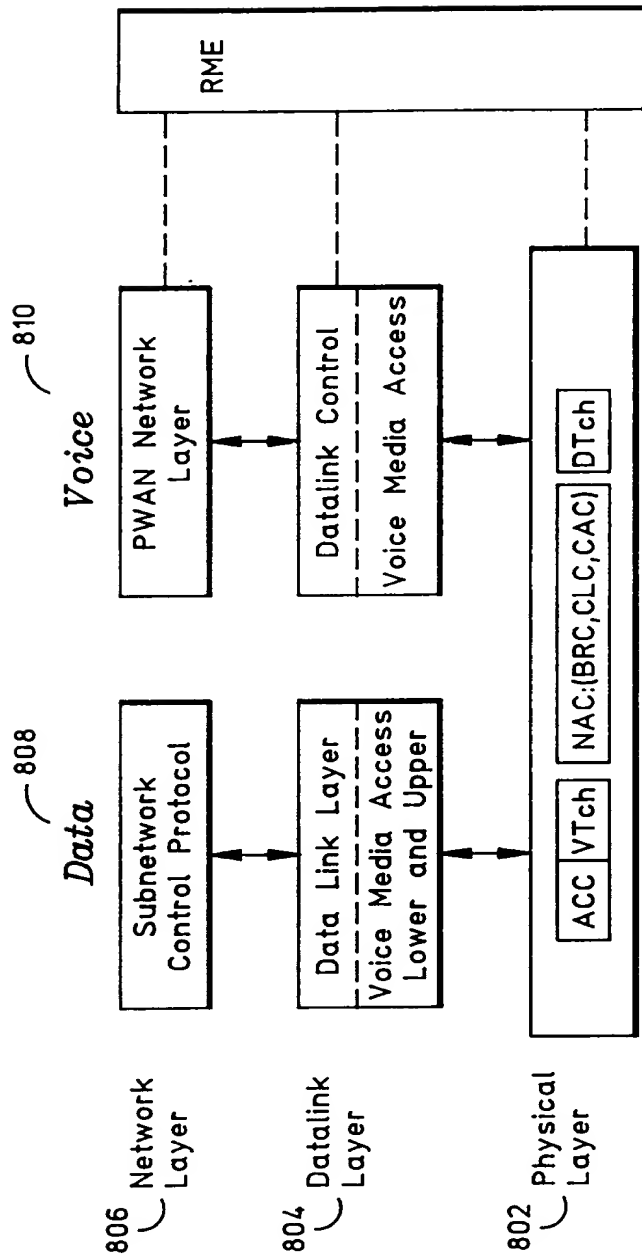 Data
808
Voice
810
806
Network
Layer
Subnetwork
Control Protocol
PWAN Network
Layer
RME
804
Datalink
Layer
Data Link Layer
Voice Media Access
Lower and Upper
Datalink Control
Voice Media Access
802
Physical
Layer
ACC
VTch
NAC:(BRC,CLC,CAC)
DTch